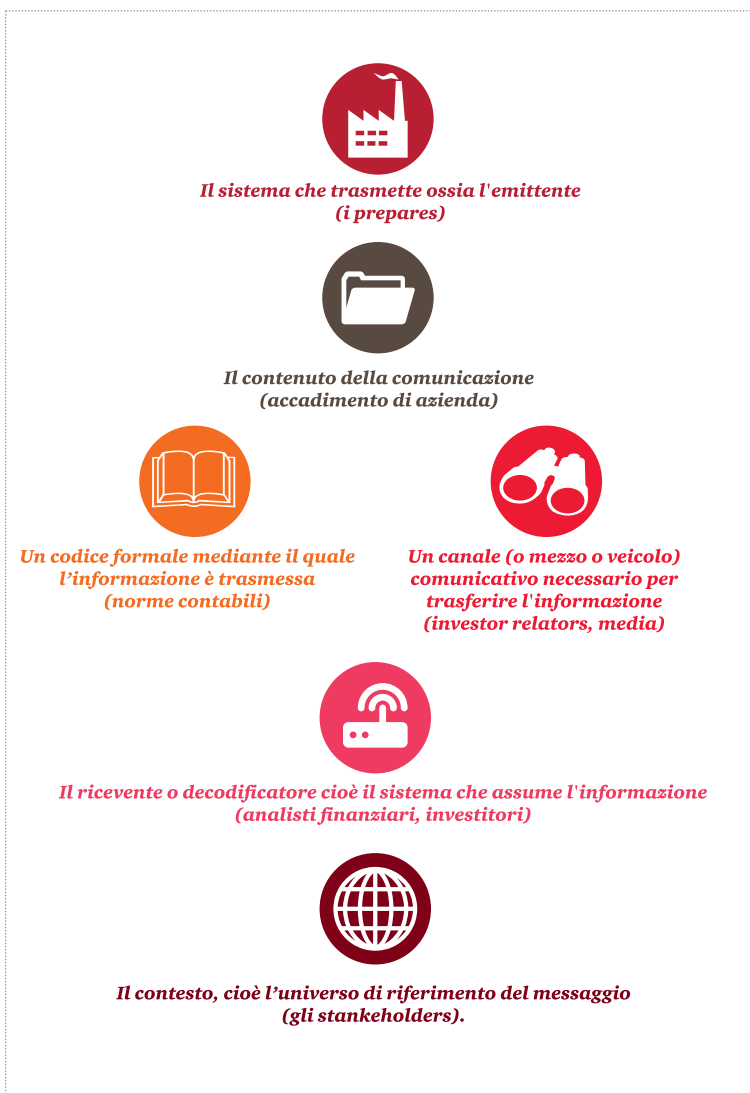 Il sistema che trasmette ossia l'emittente
(i prepares)
Il contenuto della comunicazione
(accadimento di azienda)
Un codice formale mediante il quale
l’informazione è trasmessa
(norme contabili)
Un canale (o mezzo o veicolo)
comunicativo necessario per
trasferire l'informazione
(investor relators, media)
Il ricevente o decodificatore cioè il sistema che assume l'informazione
(analisti finanziari, investitori)
Il contesto, cioè l’universo di riferimento del messaggio
(gli stankeholders).